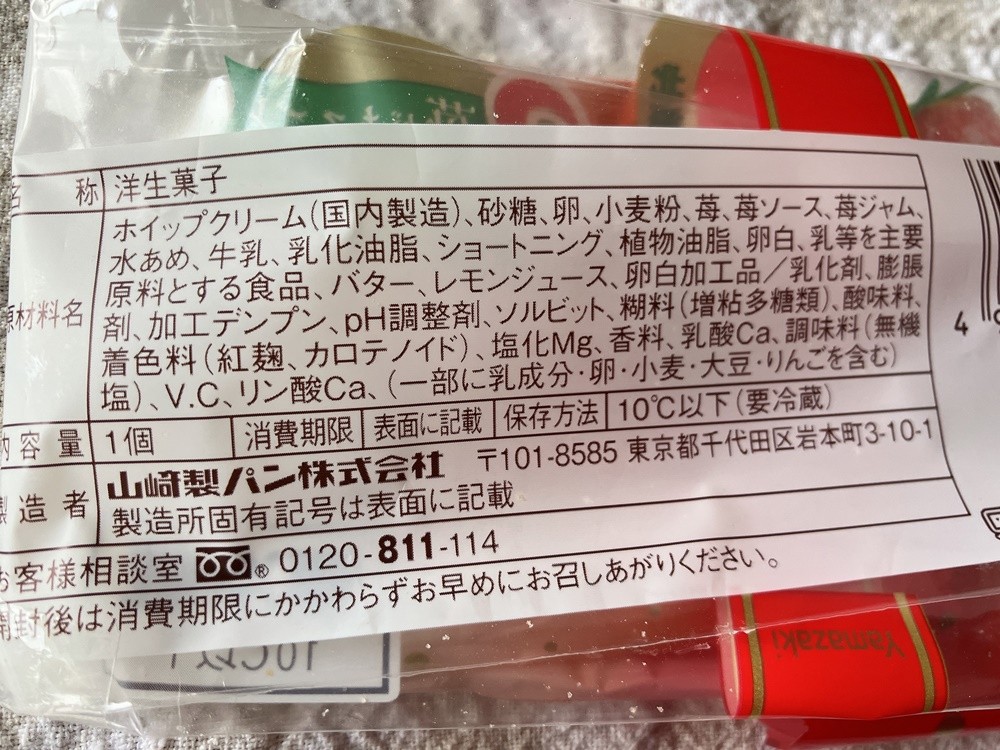 称 洋生菓子
原材料名 ホイップクリーム(国内製造)、砂糖、卵、小麦粉、苺、苺ソース、苺ジャム、
水あめ、牛乳、乳化油脂、ショートニング、植物油脂、卵白、乳等を主要
原料とする食品、バター、レモンジュース、卵白加工品/乳化剤、膨脹
剤、加工デンプン、pH調整剤、ソルビット、糊料(増粘多糖類)、酸味料、
着色料(紅麹、カロテノイド)、塩化Mg、香料、乳酸Ca、調味料(無機
塩)、V.C、リン酸Ca、(一部に乳成分・卵・小麦・大豆・りんごを含む)
内容量 1個 消費期限 表面に記載 保存方法 10℃以下(要冷蔵)
製造者 山崎製パン株式会社 〒101-8585 東京都千代田区岩本町3-10-1
製造所固有記号は表面に記載
お客様相談室 ® 0120-811-114
開封後は消費期限にかかわらずお早めにお召しあがりください。
4
Yamazaki